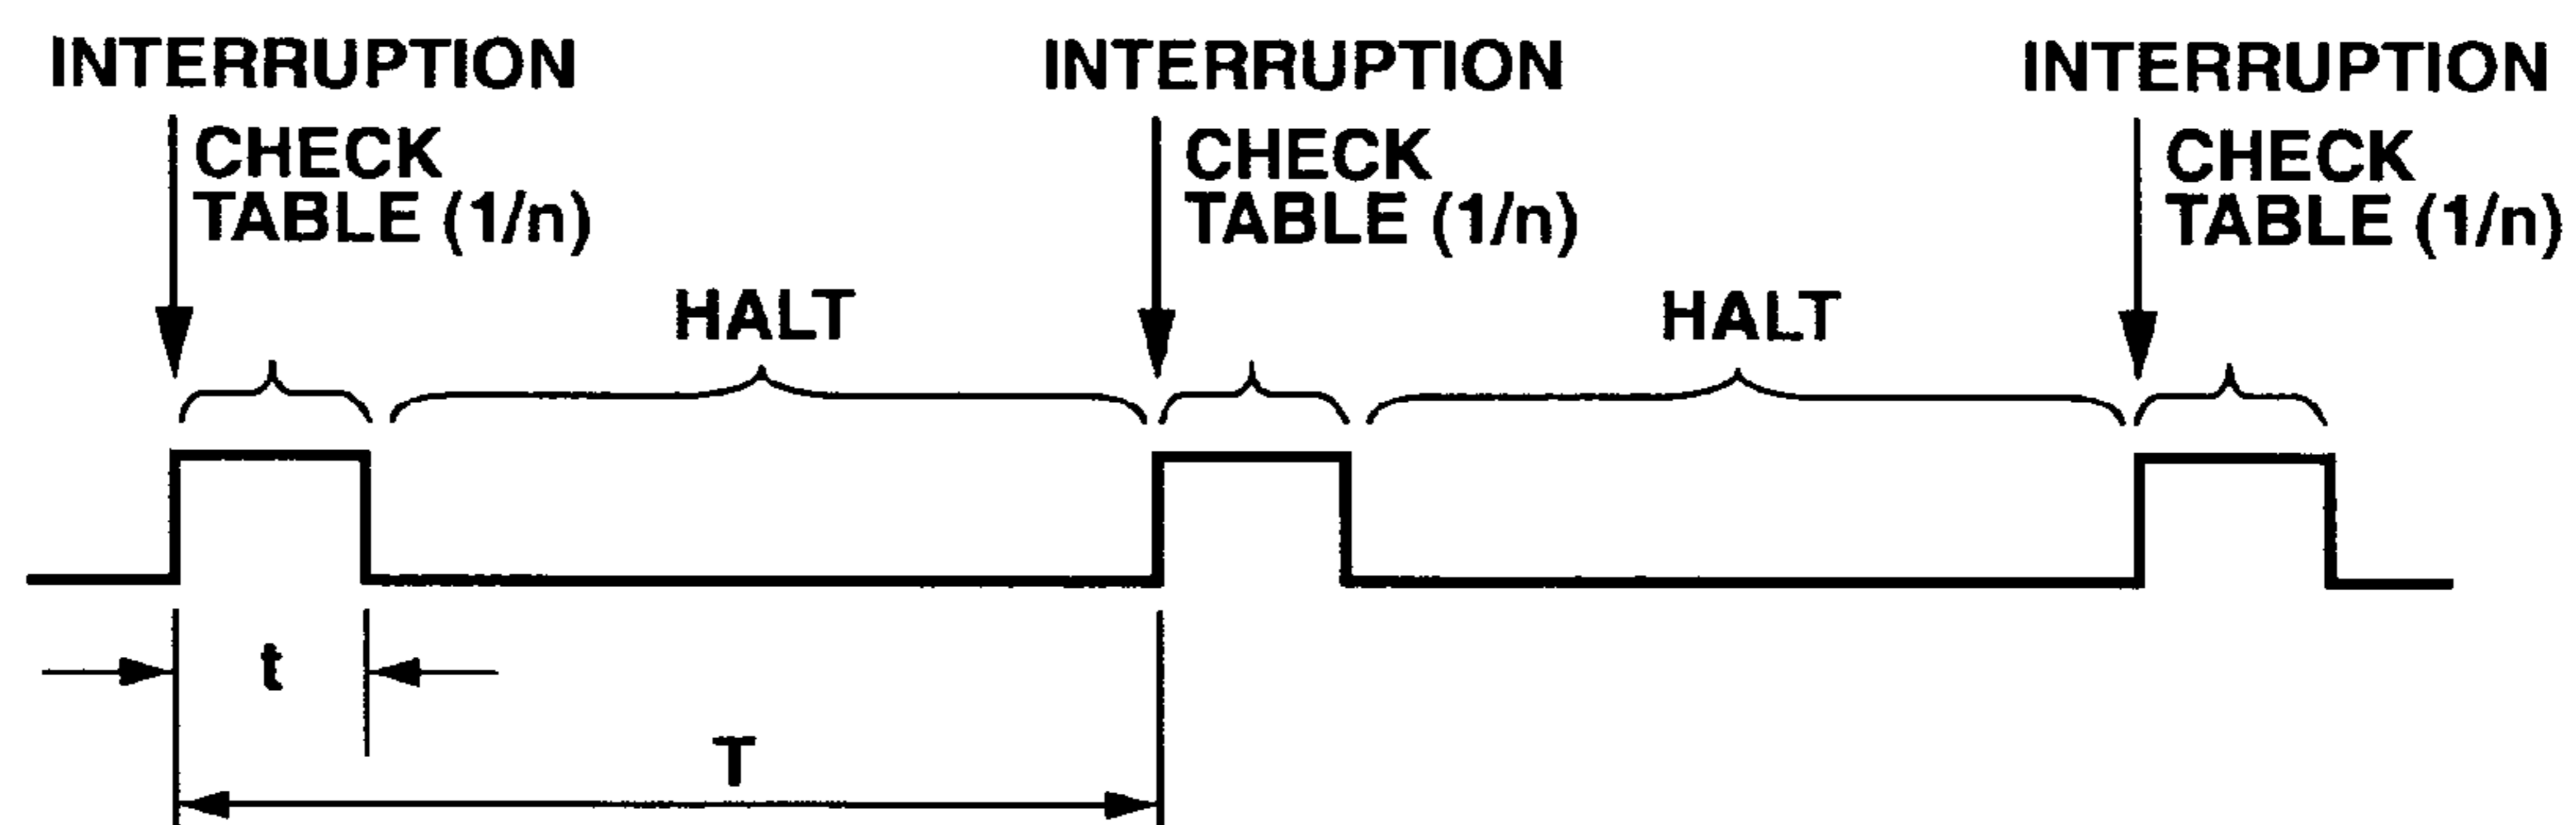 INTERRUPTION
CHECK
TABLE (1/n)
HALT
INTERRUPTION
CHECK
TABLE (1/n)
HALT
INTERRUPTION
CHECK
TABLE (1/n)
t
T